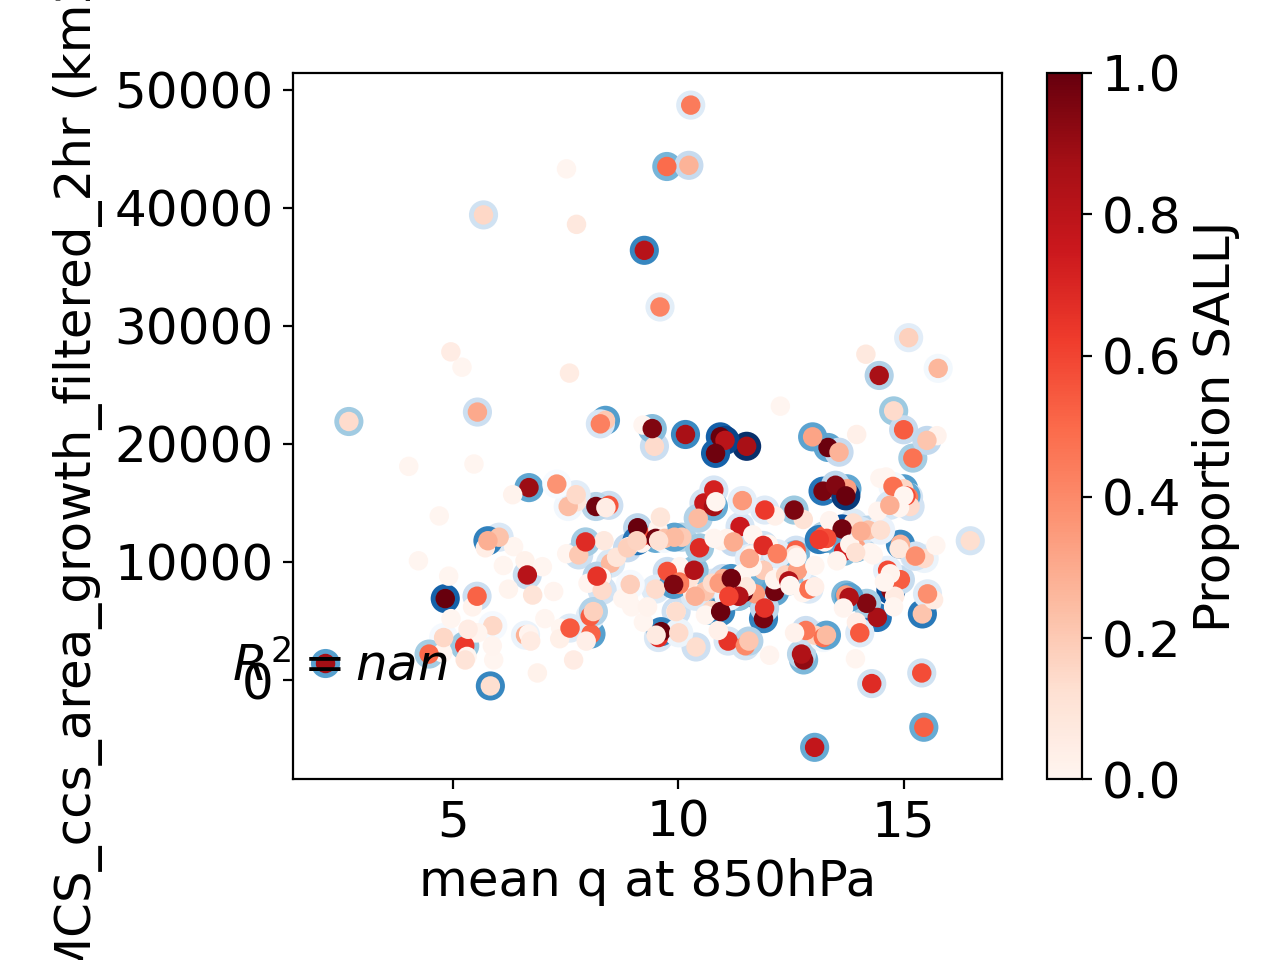 MCS_ccs_area_growth_filtered_2hr (km
50000
40000
30000
20000
10000
0
R² = nan
5 10 15
mean q at 850hPa
1.0
0.8
0.6
0.4
0.2
0.0
Proportion SALLJ